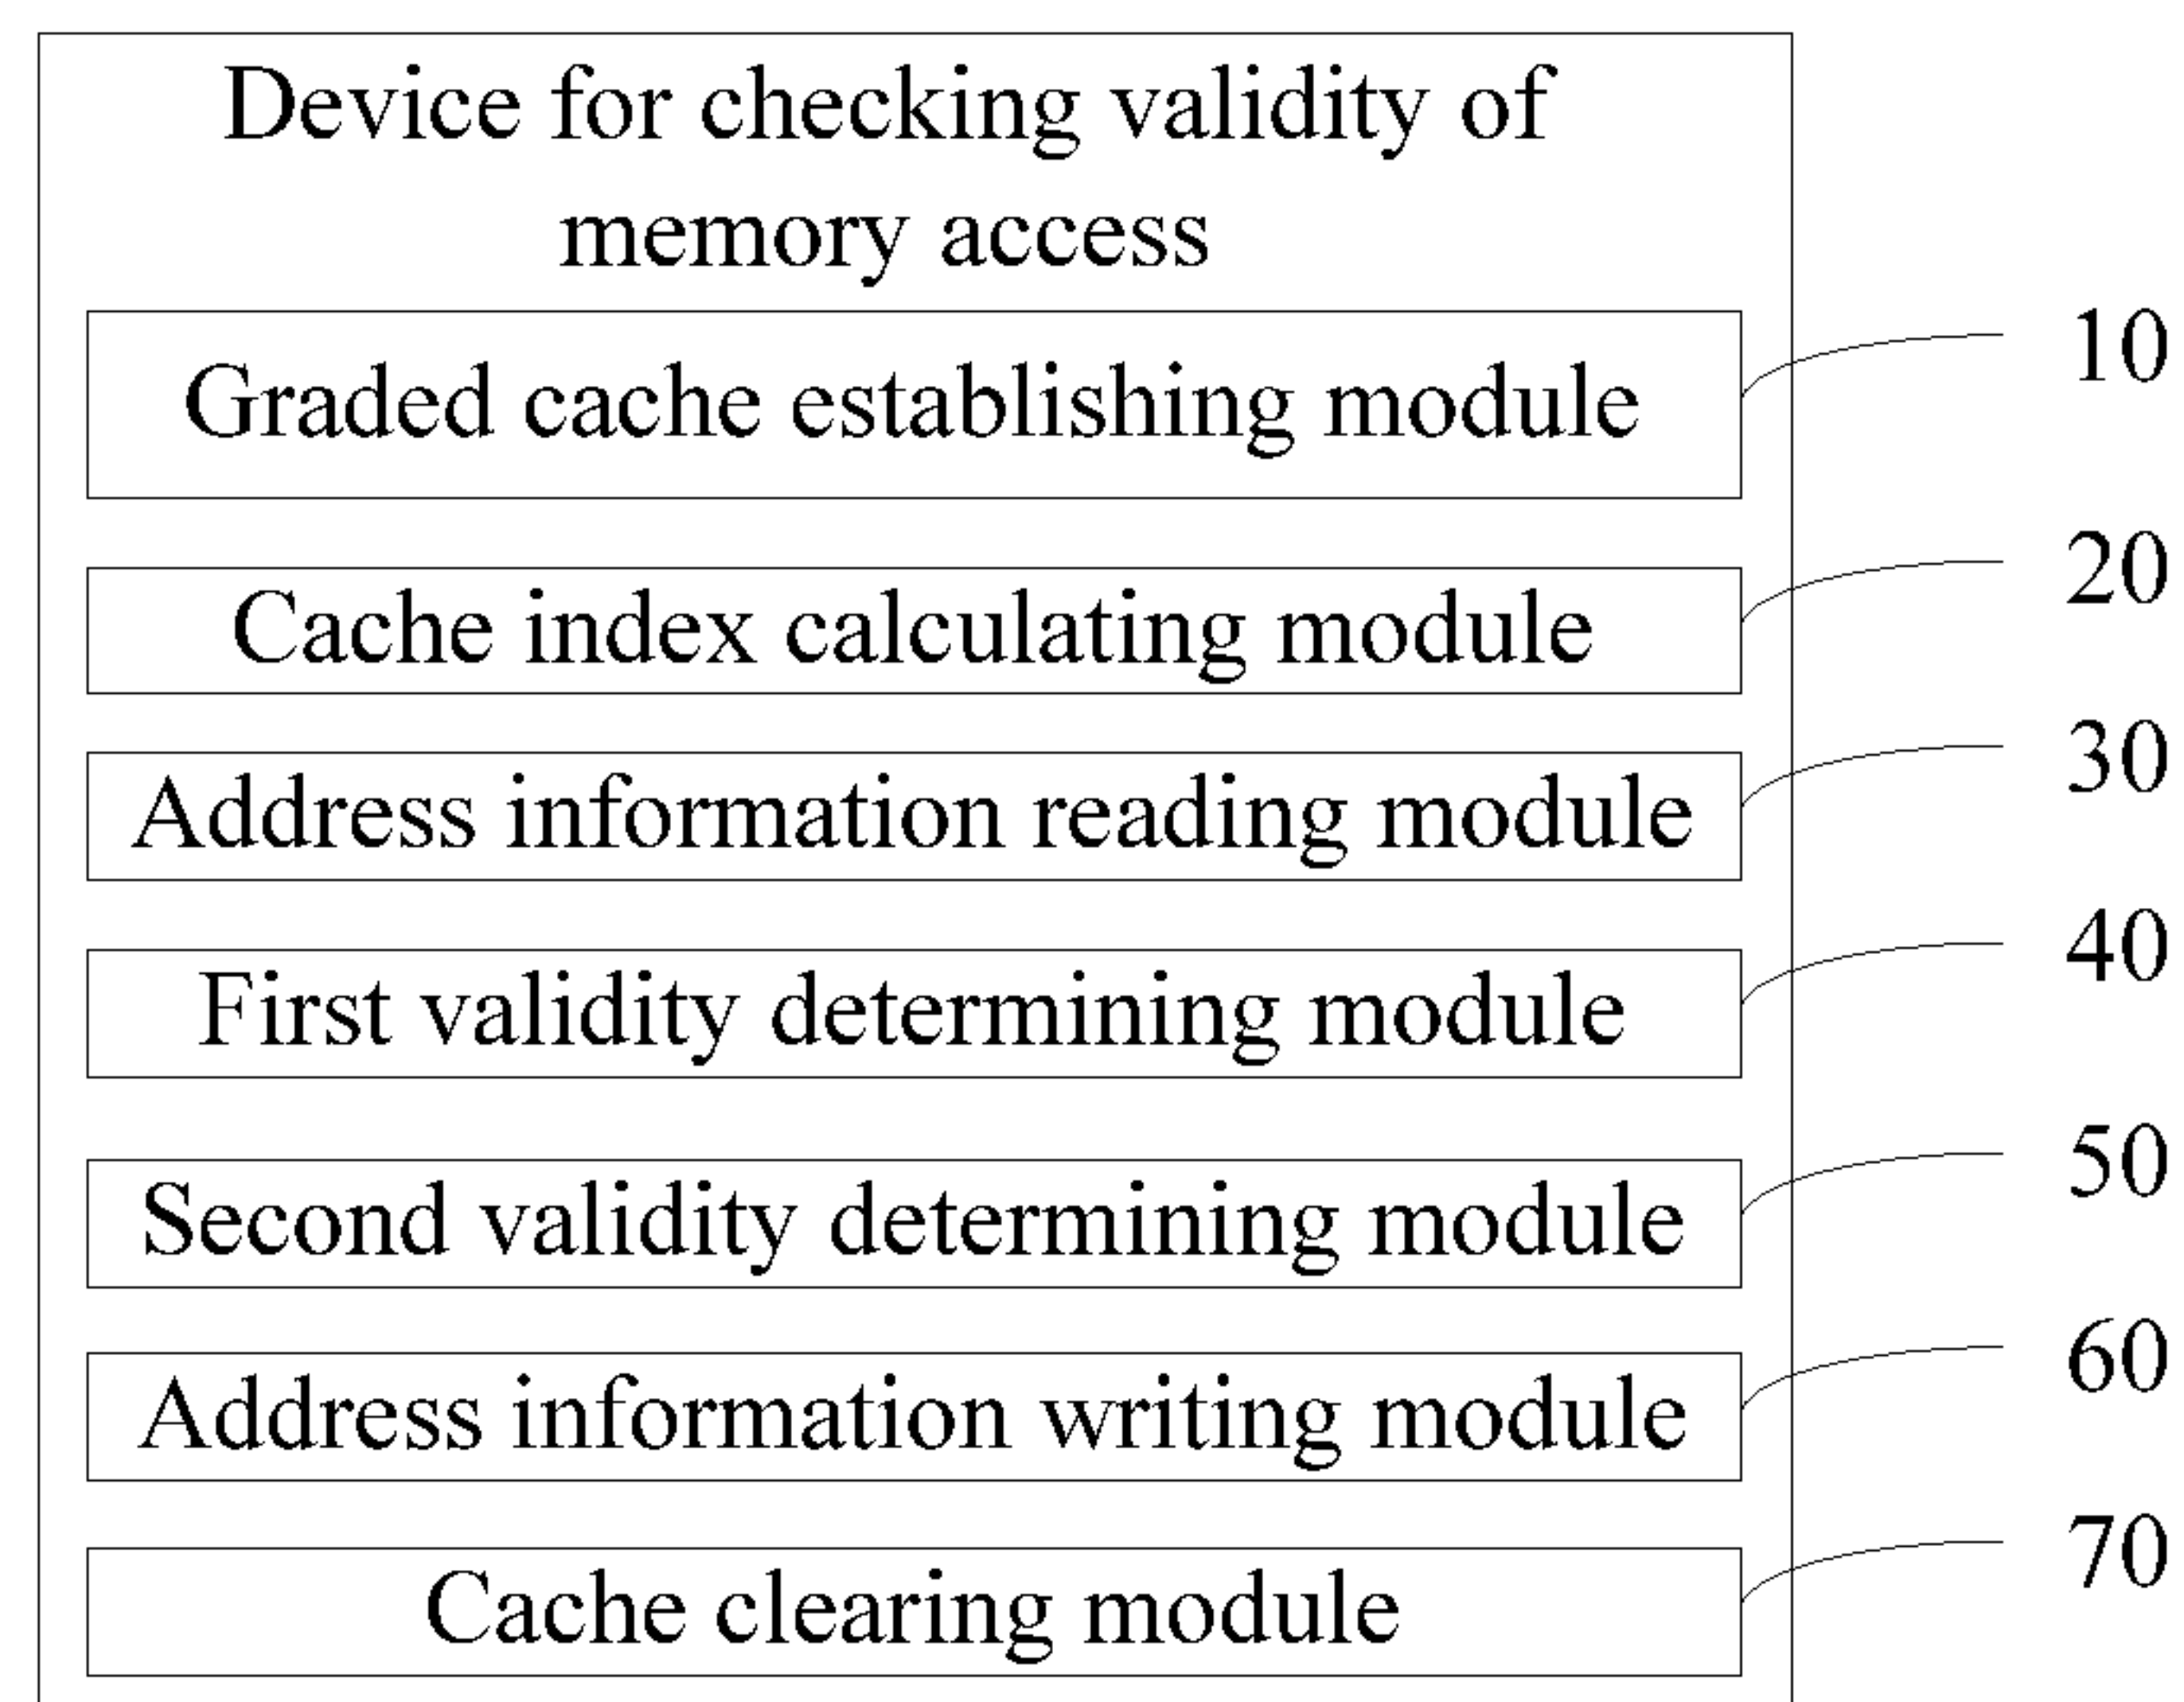 Device for checking validity of
memory access
Graded cache establishing module
10
Cache index calculating module
20
Address information reading module
30
First validity determining module
40
Second validity determining module
50
Address information writing module
60
Cache clearing module
70